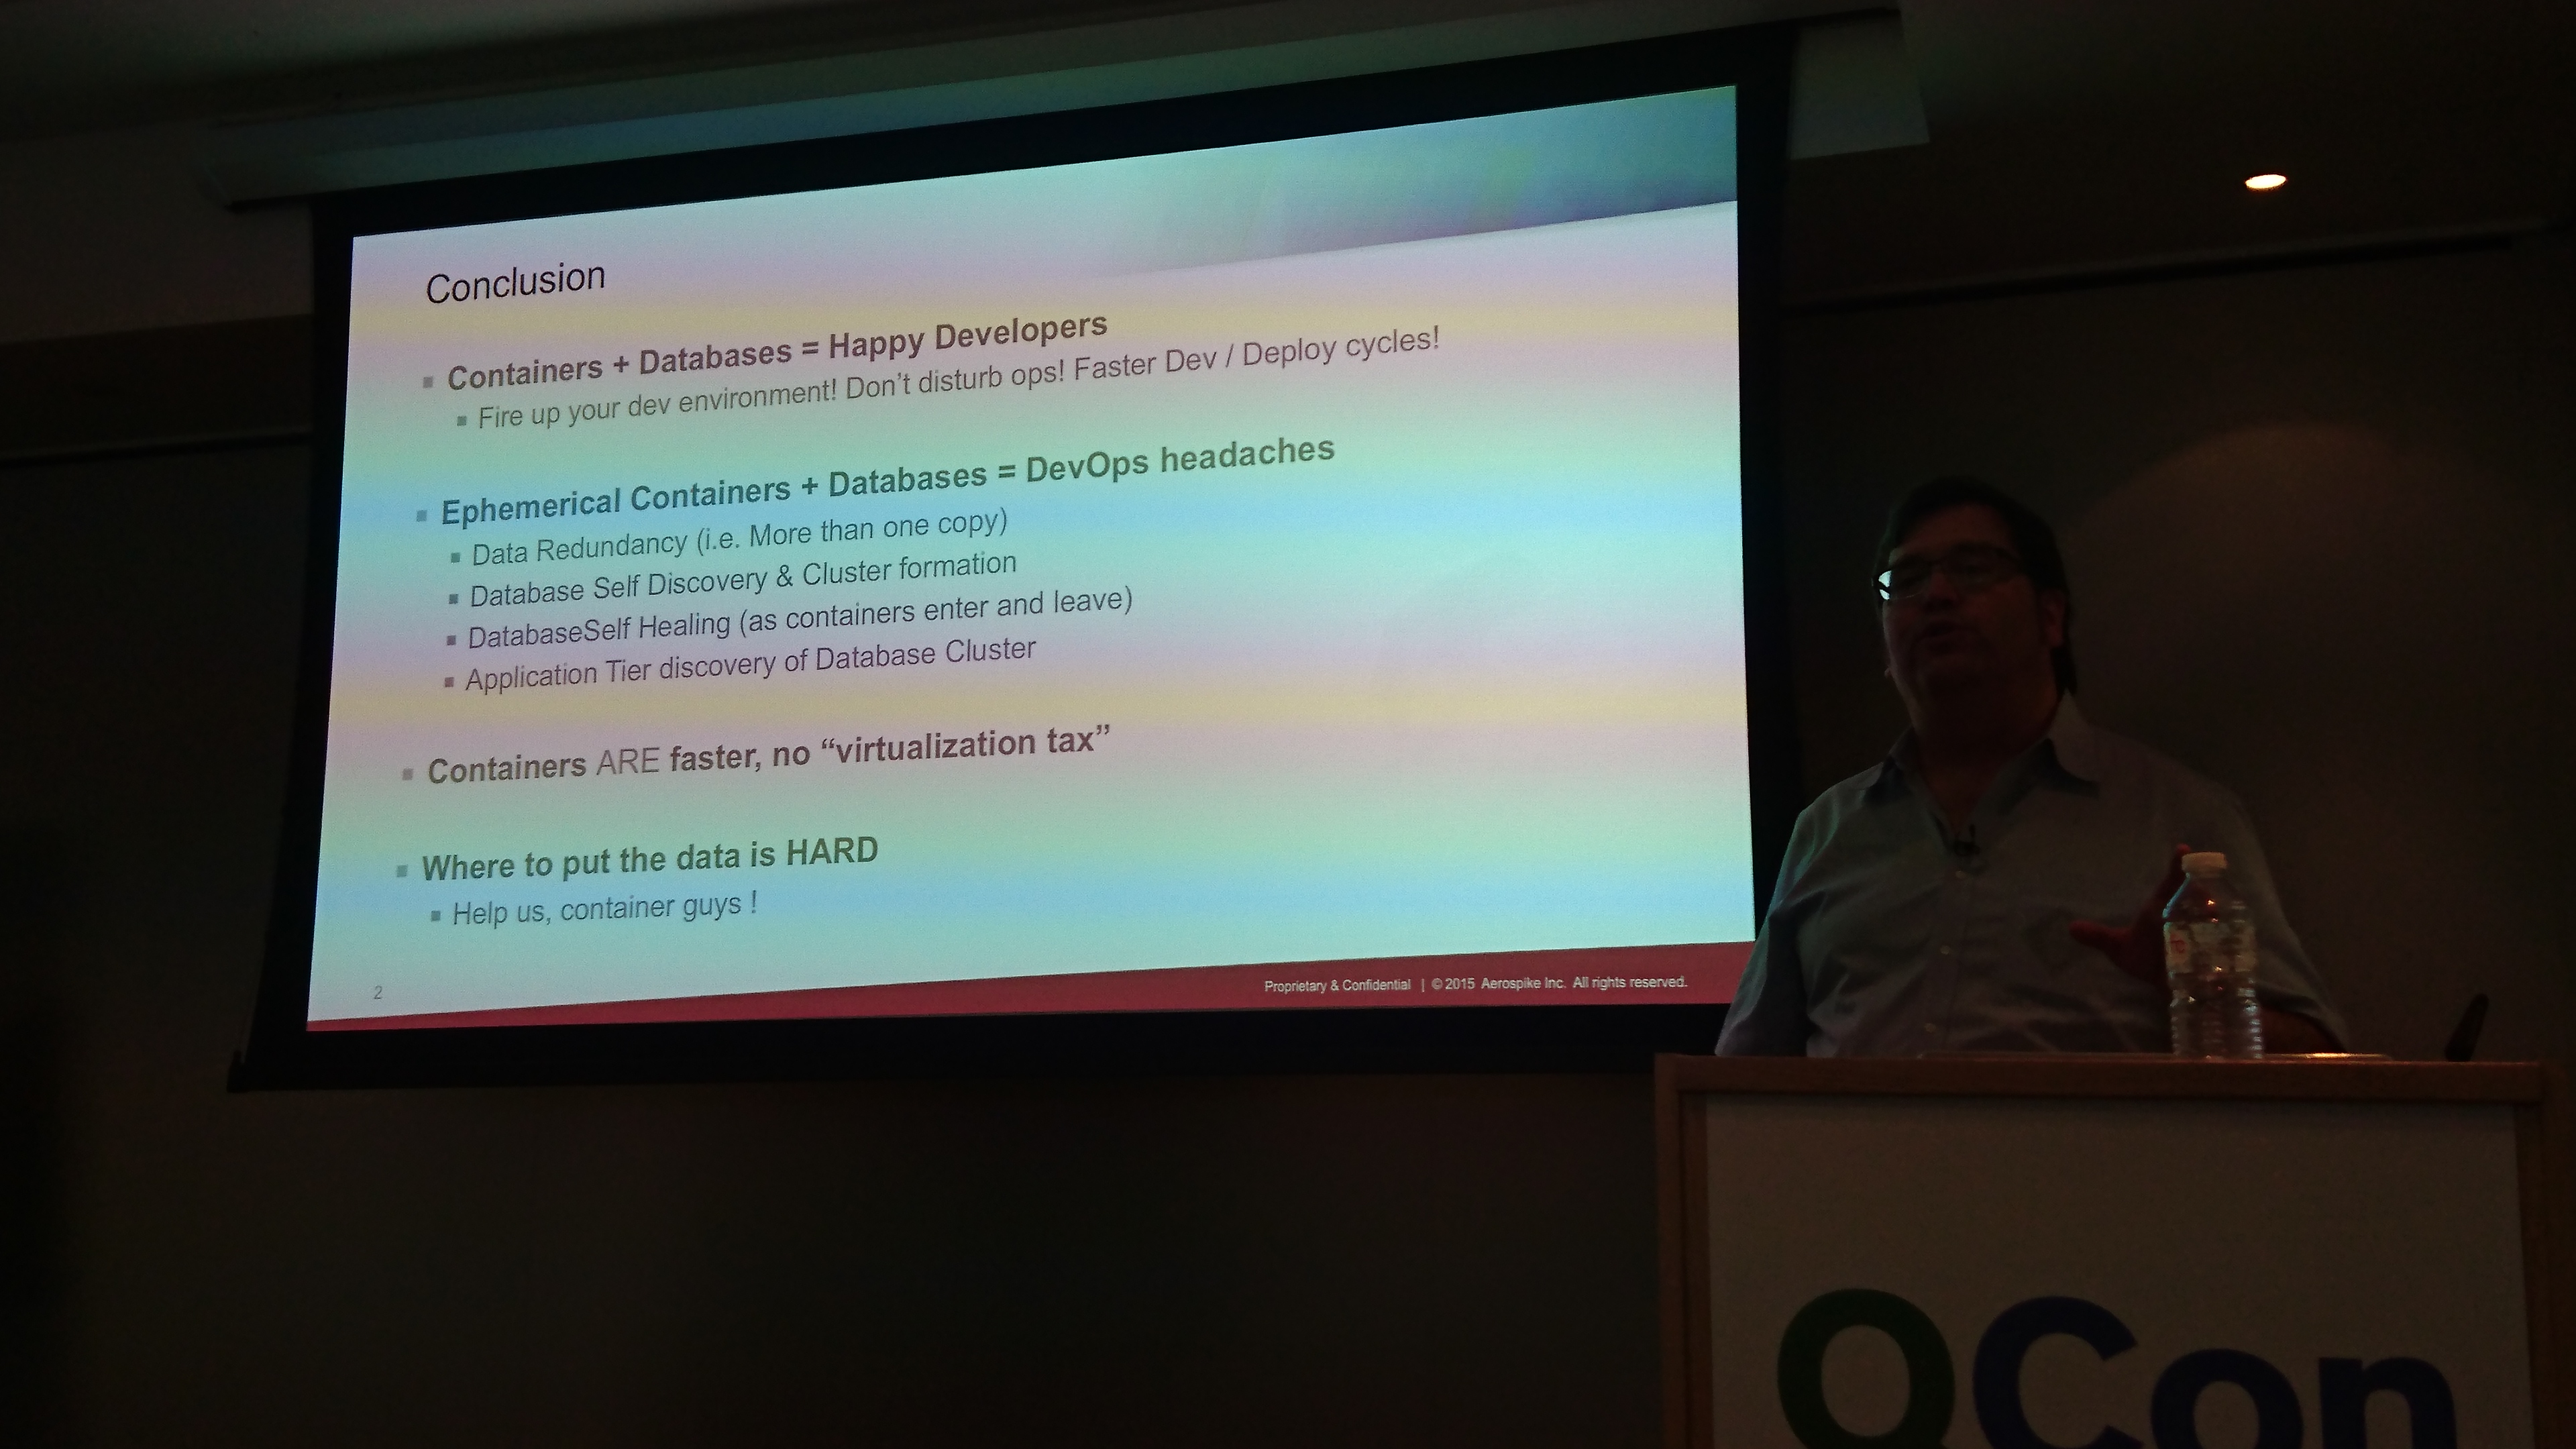 Conclusion
▪ Containers + Databases = Happy Developers
▪ Fire up your dev environment! Don't disturb ops! Faster Dev / Deploy cycles!
▪ Ephemerical Containers + Databases = DevOps headaches
▪ Data Redundancy (i.e. More than one copy)
▪ Database Self Discovery & Cluster formation
▪ DatabaseSelf Healing (as containers enter and leave)
▪ Application Tier discovery of Database Cluster
▪ Containers ARE faster, no “virtualization tax”
▪ Where to put the data is HARD
▪ Help us, container guys !
2
Proprietary & Confidential | © 2015 Aerospike Inc. All rights reserved.
QCon